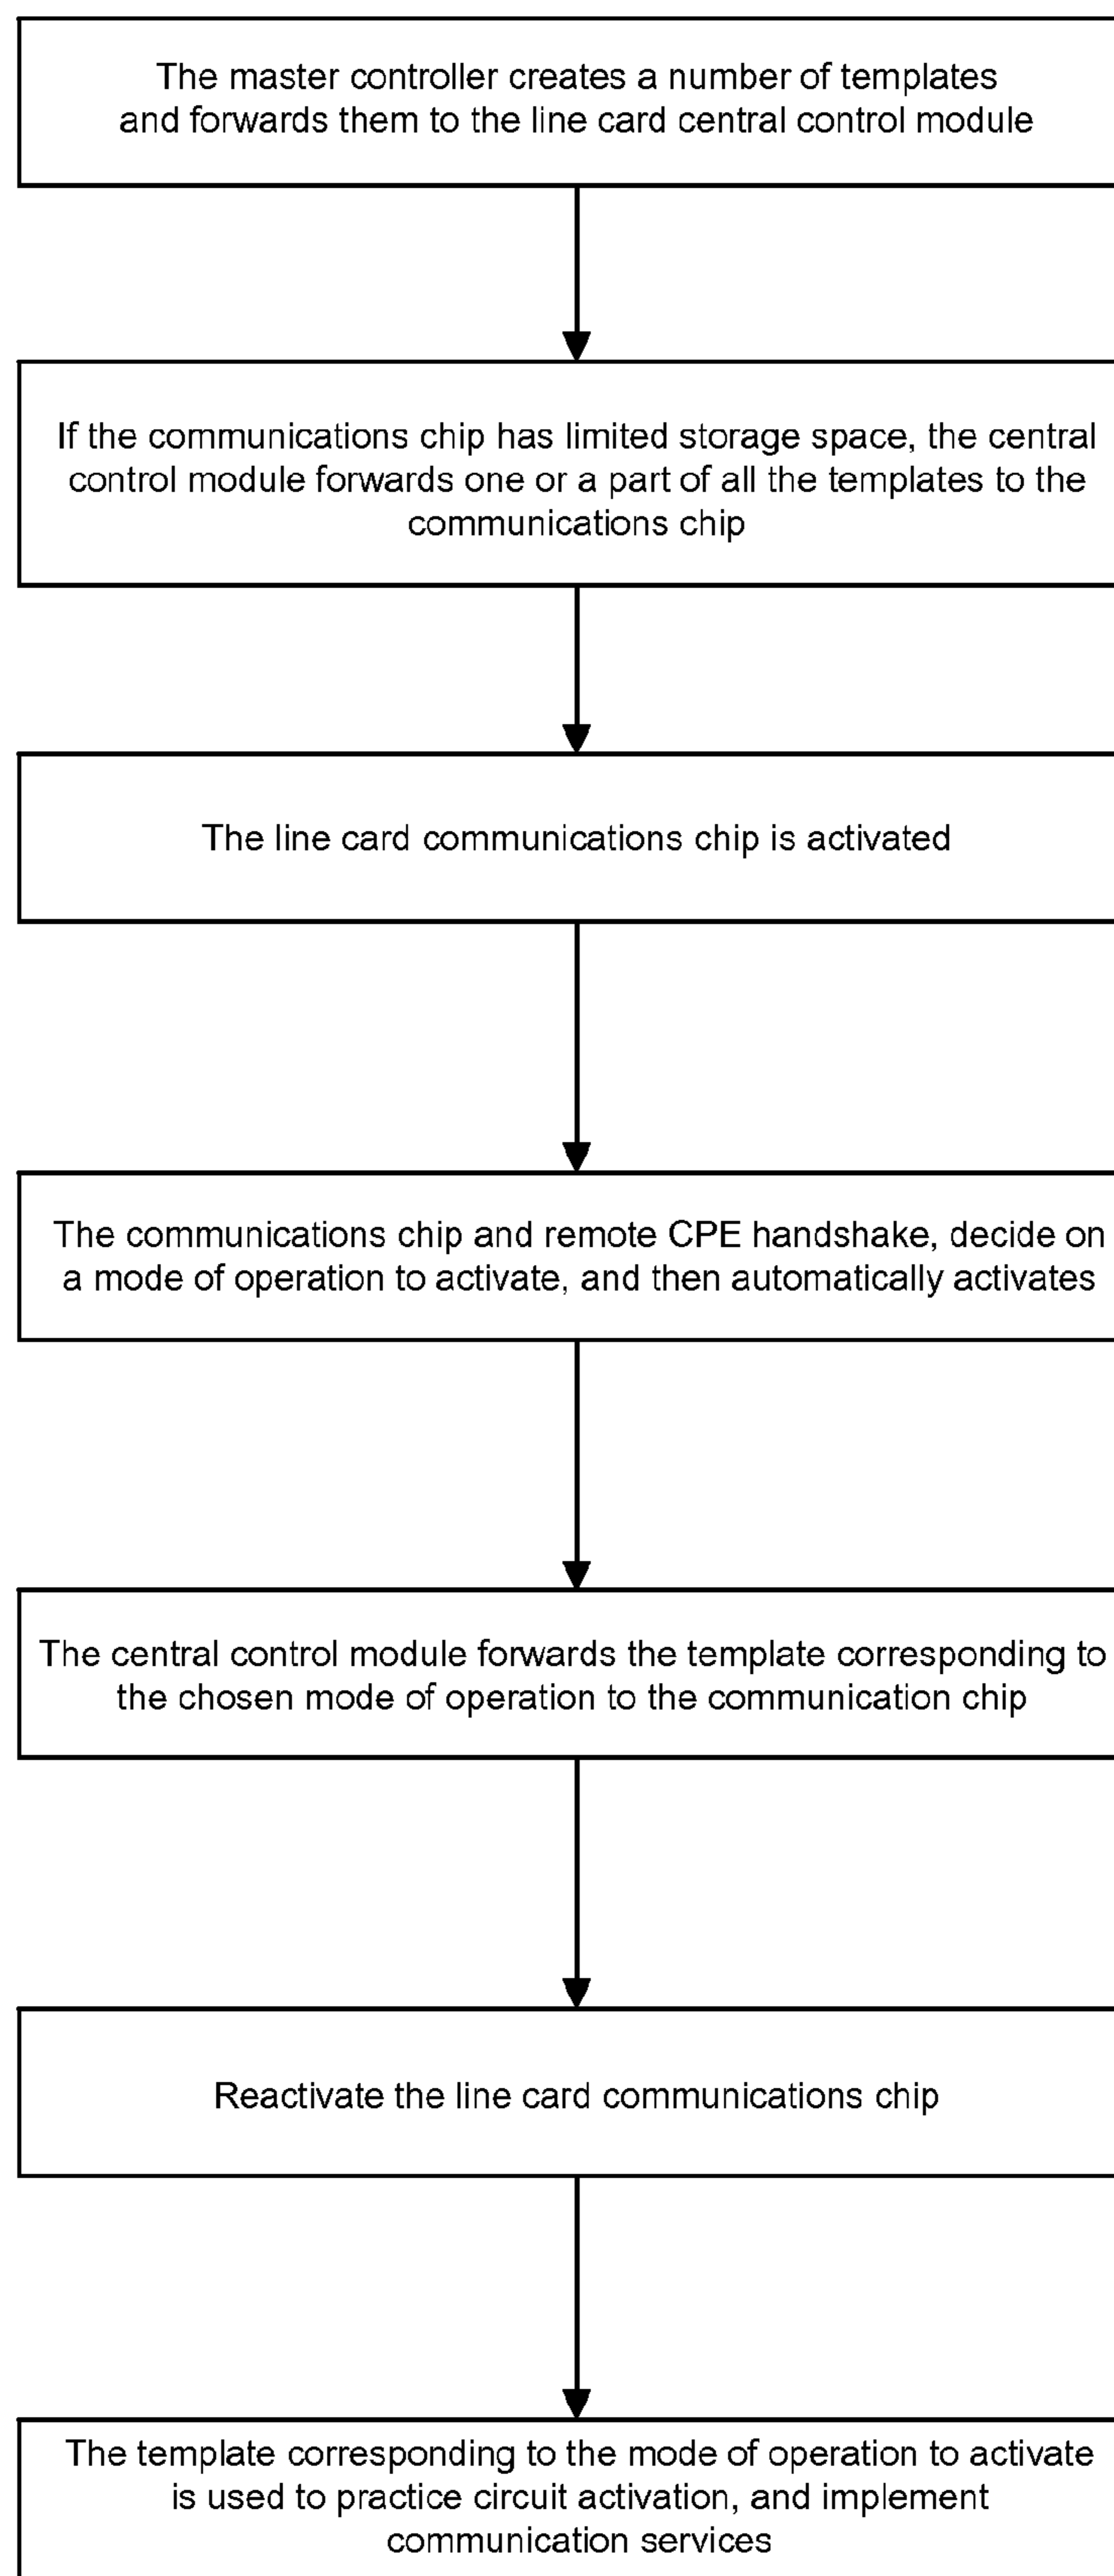 The master controller creates a number of templates
and forwards them to the line card central control module
If the communications chip has limited storage space, the central
control module forwards one or a part of all the templates to the
communications chip
The line card communications chip is activated
The communications chip and remote CPE handshake, decide on
a mode of operation to activate, and then automatically activates
The central control module forwards the template corresponding to
the chosen mode of operation to the communication chip
Reactivate the line card communications chip
The template corresponding to the mode of operation to activate
is used to practice circuit activation, and implement
communication services